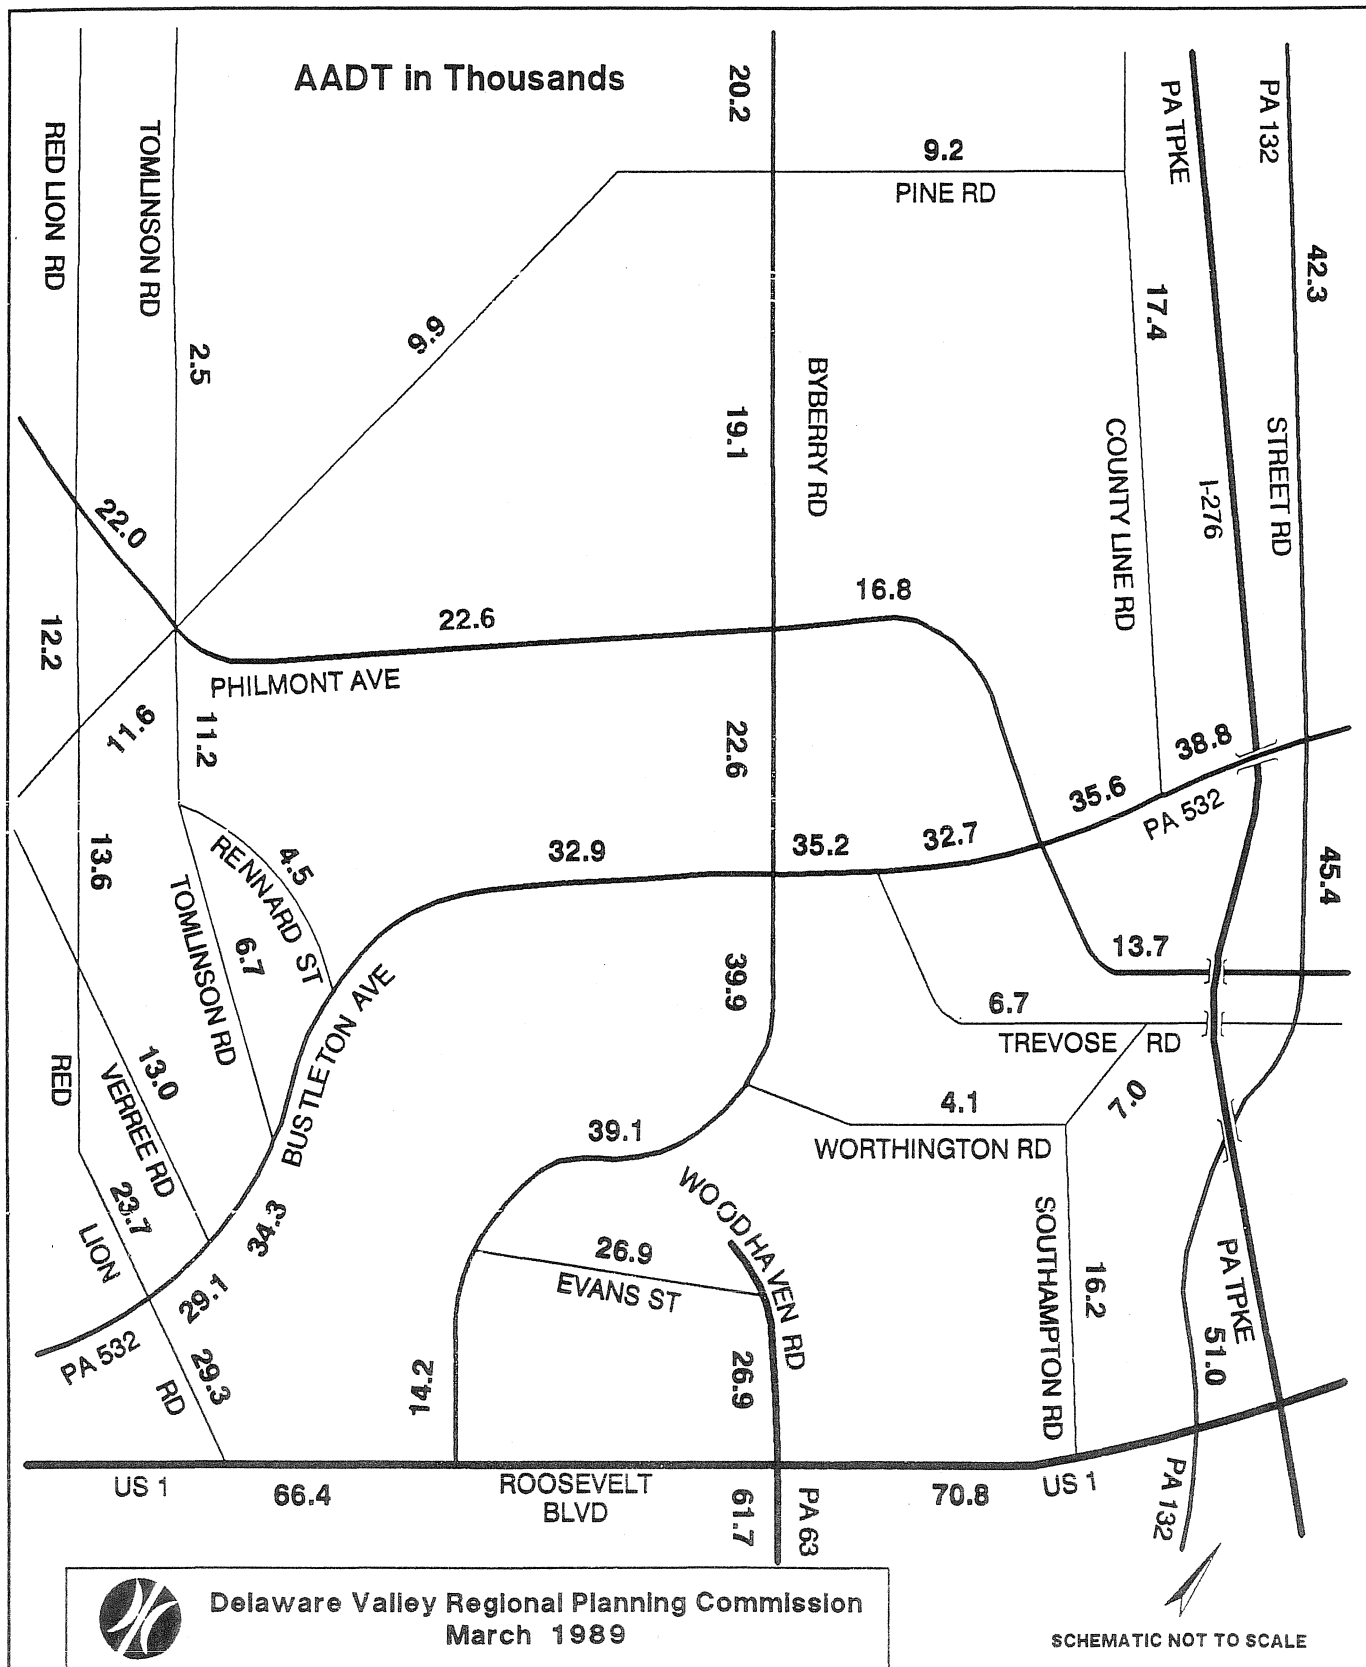 AADT in Thousands
20.2
PA TPKE
PA 132
RED LION RD
TOMLINSON RD
9.2
PINE RD
42.3
17.4
9.9
2.5
BYBERRY RD
19.1
COUNTY LINE RD
I-276
STREET RD
22.0
12.2
22.6
16.8
PHILMONT AVE
11.6
11.2
22.6
38.8
35.6
PA 532
13.6
4.5
RENNARD ST
TOMLINSON RD
6.7
32.9
35.2
32.7
45.4
39.9
13.7
BUSTLETON AVE
6.7
TREVOSE RD
RED
13.0
VERREE RD
7.0
39.1
4.1
WORTHINGTON RD
23.7
LION
34.3
WOODHAVEN RD
26.9
EVANS ST
SOUTHAMPTON RD
16.2
PA TPKE
51.0
29.1
PA 532
29.3
RD
14.2
26.9
US 1
66.4
ROOSEVELT
BLVD
61.7
PA 63
70.8
US 1
PA 132
Delaware Valley Regional Planning Commission
March 1989
SCHEMATIC NOT TO SCALE